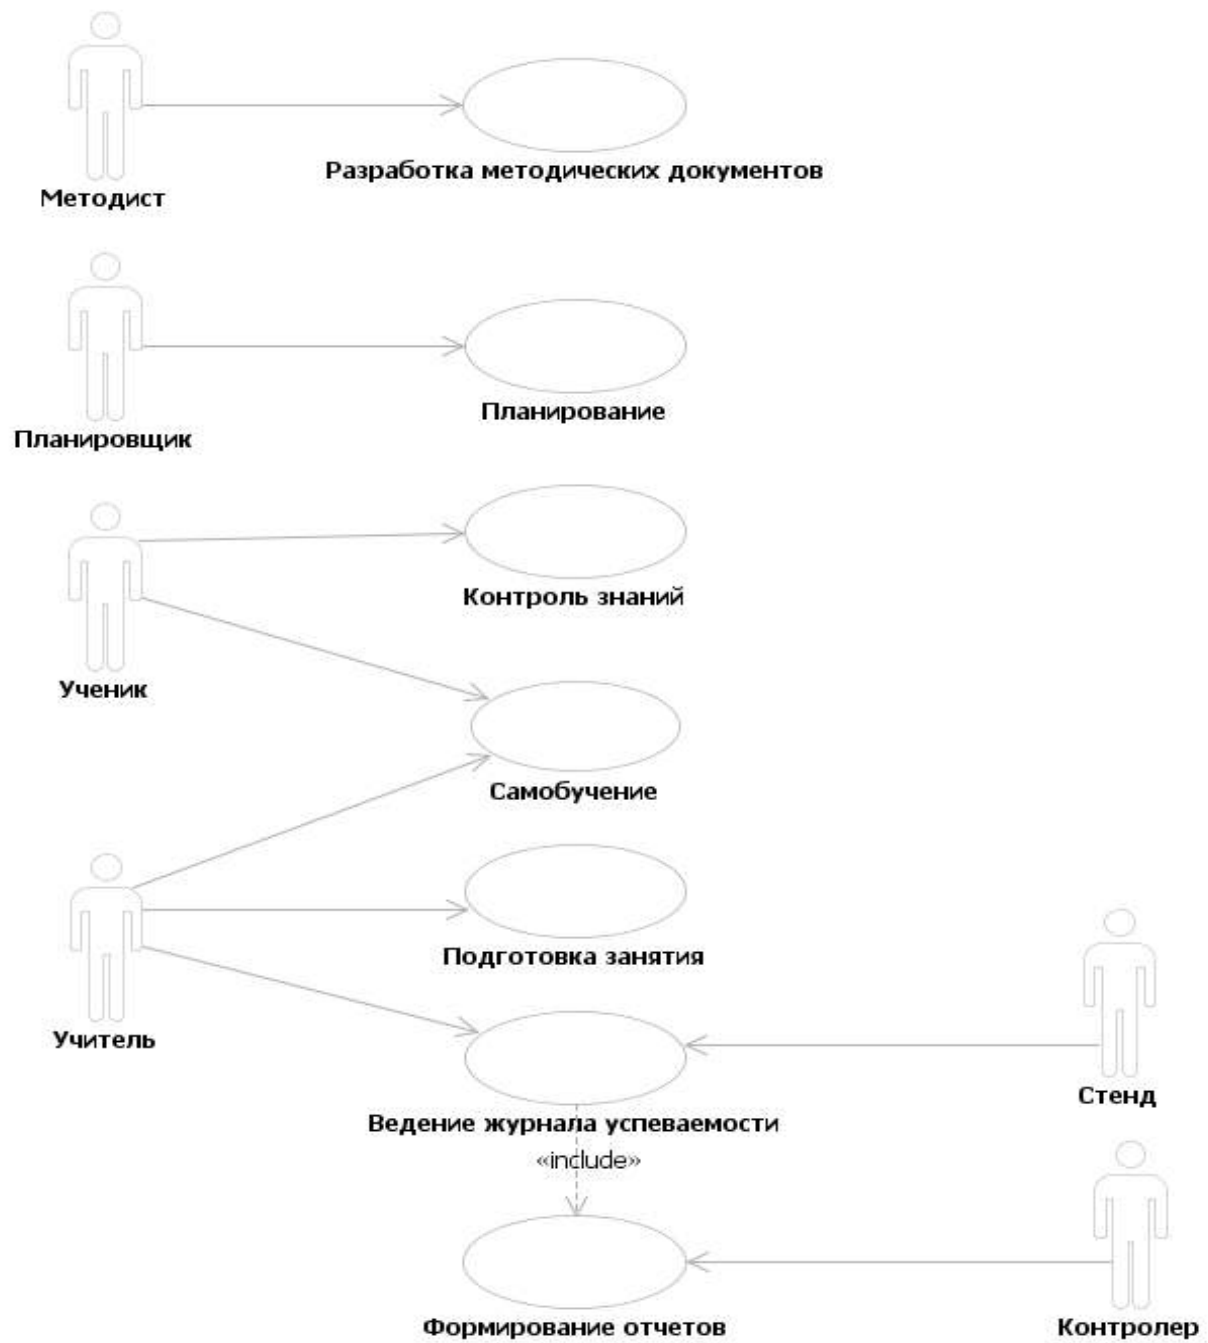 Разработка методических документов
Методист
Планирование
Планировщик
Контроль знаний
Ученик
Самобучение
Подготовка занятия
Учитель
Стенд
Ведение журнала успеваемости
«include»
Формирование отчетов
Контролер